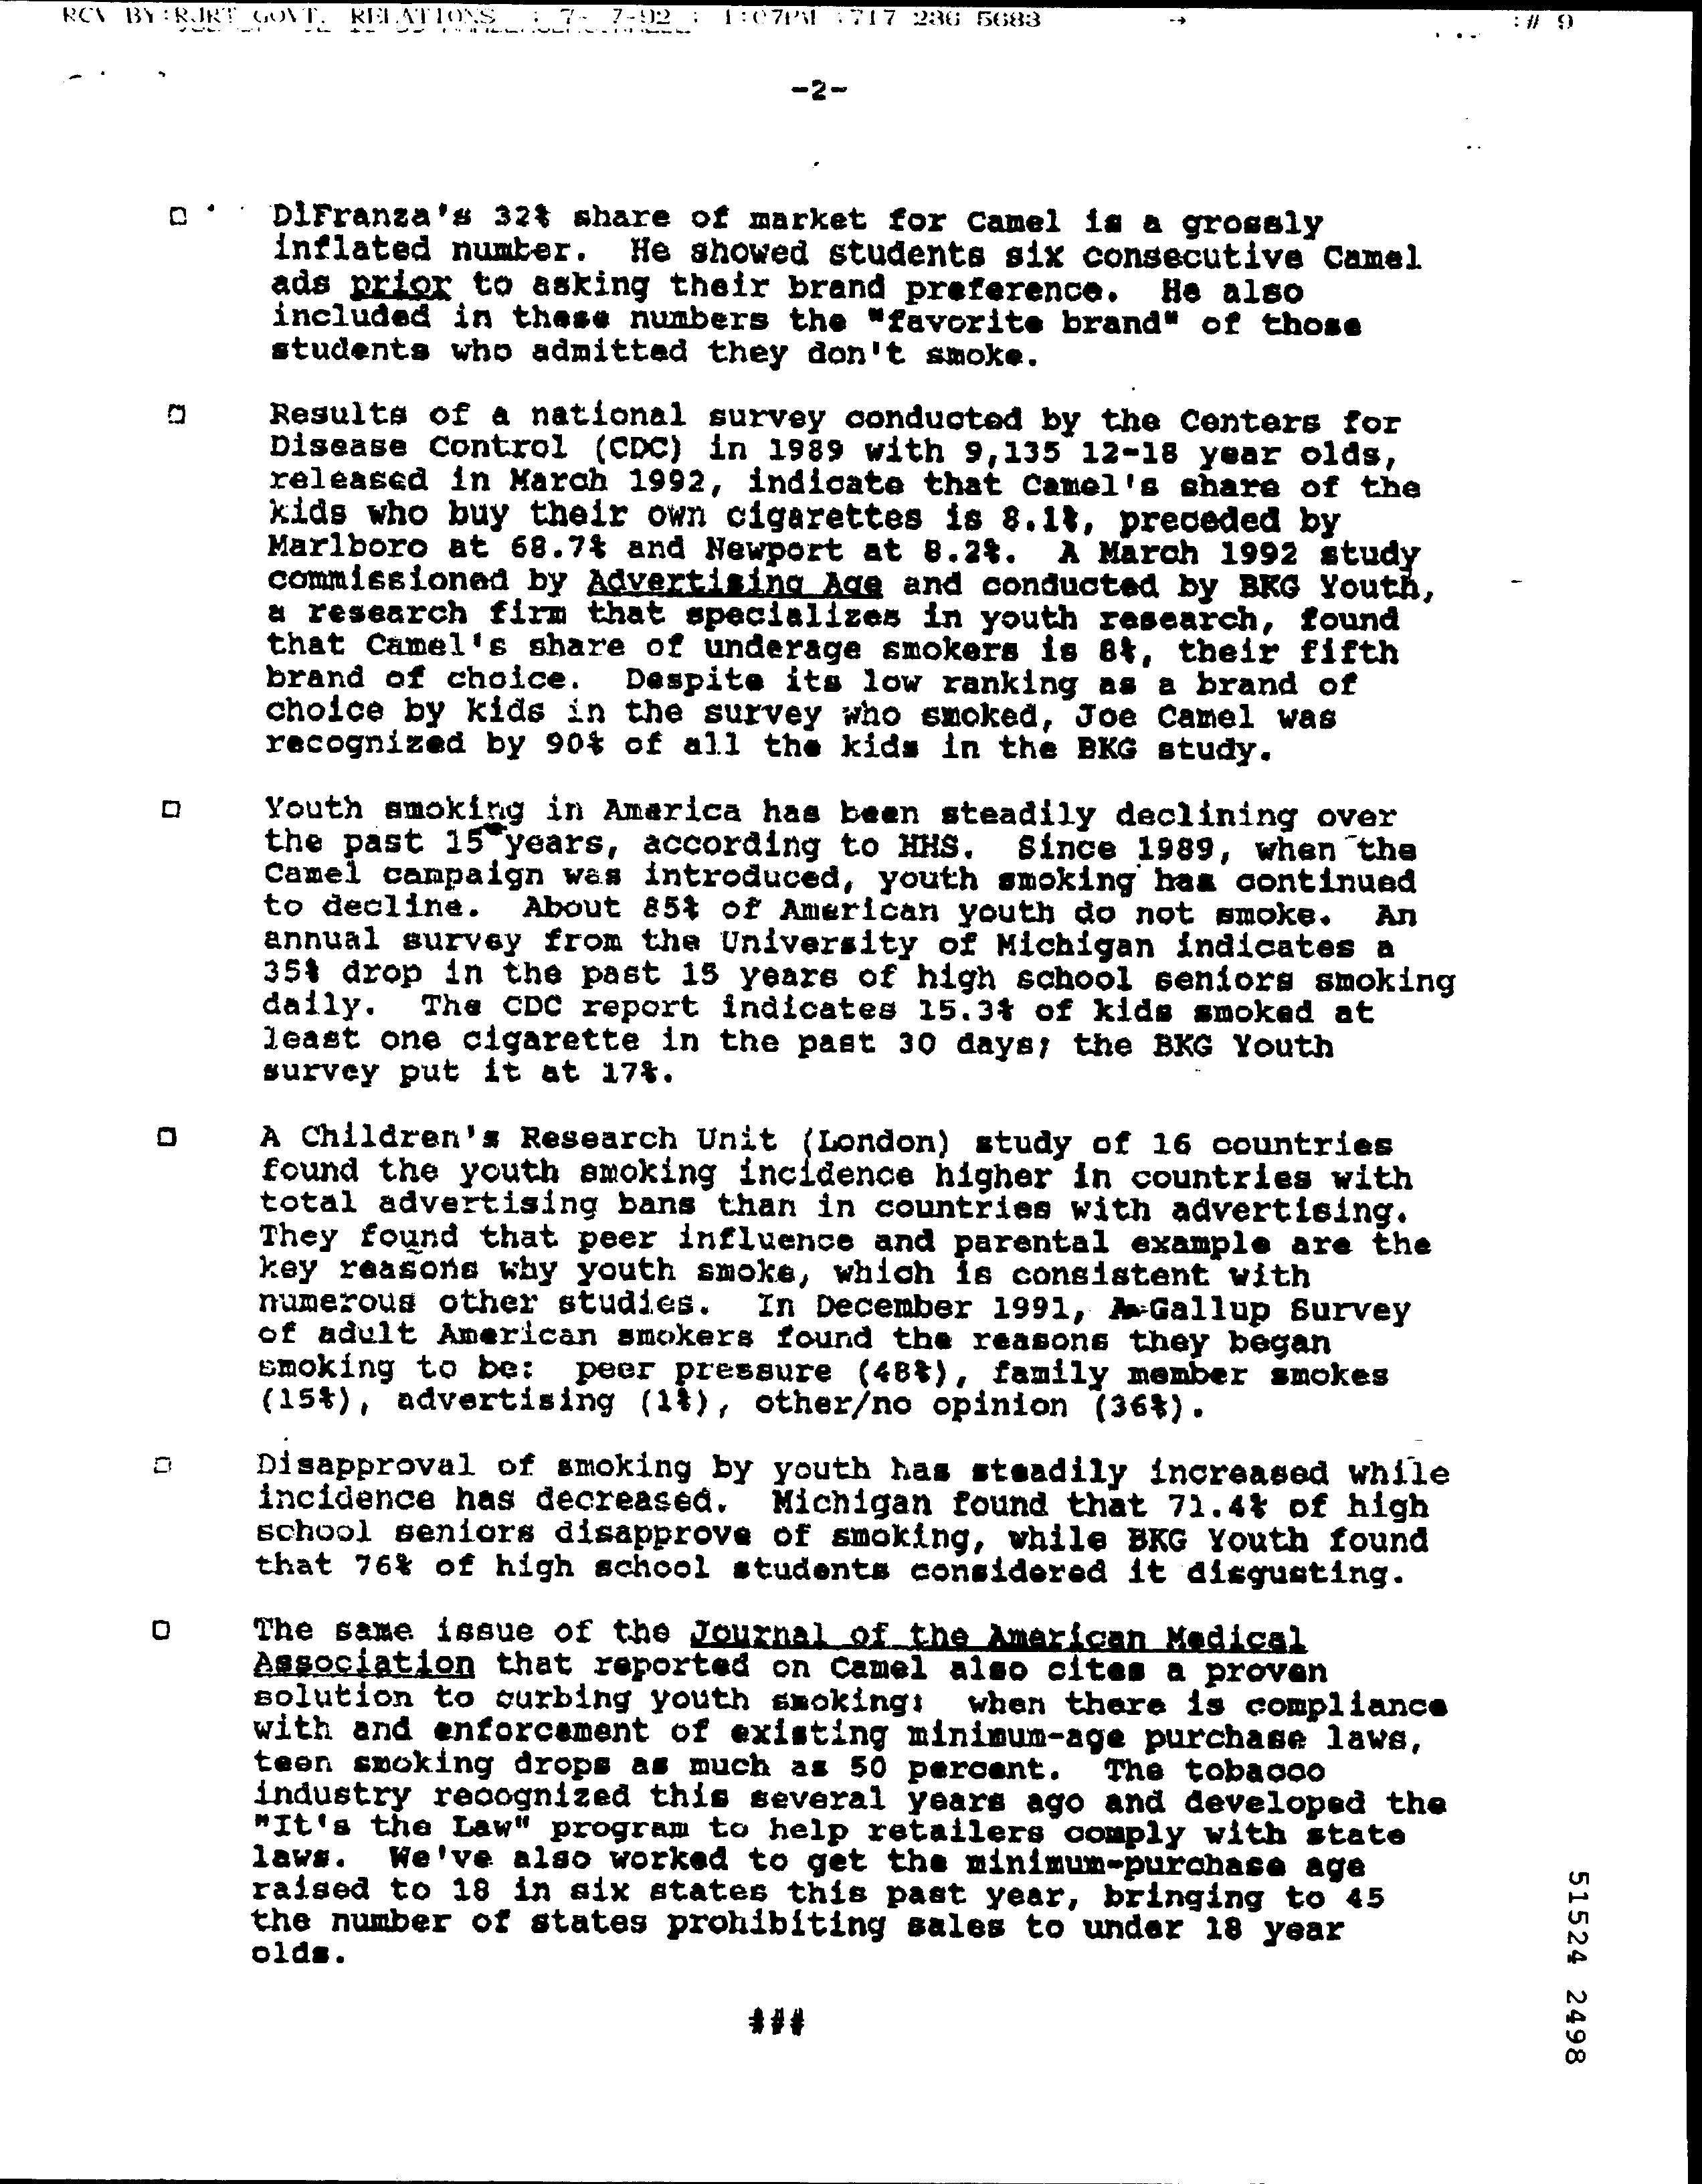 RCV BY:RJRT GOVT. RELATIONS : 7- 7-92 : 1:07PM :717 236 5683 → :# 9
-2-
DiFranza's 32% share of market for Camel is a grossly
inflated number. He showed students six consecutive Camel
ads prior to asking their brand preference. He also
included in these numbers the "favorite brand" of those
students who admitted they don't smoke.
Results of a national survey conducted by the Centers for
Disease Control (CDC) in 1989 with 9,135 12-18 year olds,
released in March 1992, indicate that Camel's share of the
kids who buy their own cigarettes is 8.1%, preceded by
Marlboro at 68.7% and Newport at 8.2%. A March 1992 study
commissioned by Advertising Age and conducted by BKG Youth,
a research firm that specializes in youth research, found
that Camel's share of underage smokers is 8%, their fifth
brand of choice. Despite its low ranking as a brand of
choice by kids in the survey who smoked, Joe Camel was
recognized by 90% of all the kids in the BKG study.
Youth smoking in America has been steadily declining over
the past 15 years, according to HHS. Since 1989, when the
Camel campaign was introduced, youth smoking has continued
to decline. About 85% of American youth do not smoke. An
annual survey from the University of Michigan indicates a
35% drop in the past 15 years of high school seniors smoking
daily. The CDC report indicates 15.3% of kids smoked at
least one cigarette in the past 30 days; the BKG Youth
survey put it at 17%.
A Children's Research Unit (London) study of 16 countries
found the youth smoking incidence higher in countries with
total advertising bans than in countries with advertising.
They found that peer influence and parental example are the
key reasons why youth smoke, which is consistent with
numerous other studies. In December 1991, A Gallup Survey
of adult American smokers found the reasons they began
smoking to be: peer pressure (48%), family member smokes
(15%), advertising (1%), other/no opinion (36%).
Disapproval of smoking by youth has steadily increased while
incidence has decreased. Michigan found that 71.4% of high
school seniors disapprove of smoking, while BKG Youth found
that 76% of high school students considered it disgusting.
The same issue of the Journal of the American Medical
Association that reported on Camel also cites a proven
solution to curbing youth smoking: when there is compliance
with and enforcement of existing minimum-age purchase laws,
teen smoking drops as much as 50 percent. The tobacco
industry recognized this several years ago and developed the
"It's the Law" program to help retailers comply with state
laws. We've also worked to get the minimum-purchase age
raised to 18 in six states this past year, bringing to 45
the number of states prohibiting sales to under 18 year
olds.
###
51524 2498